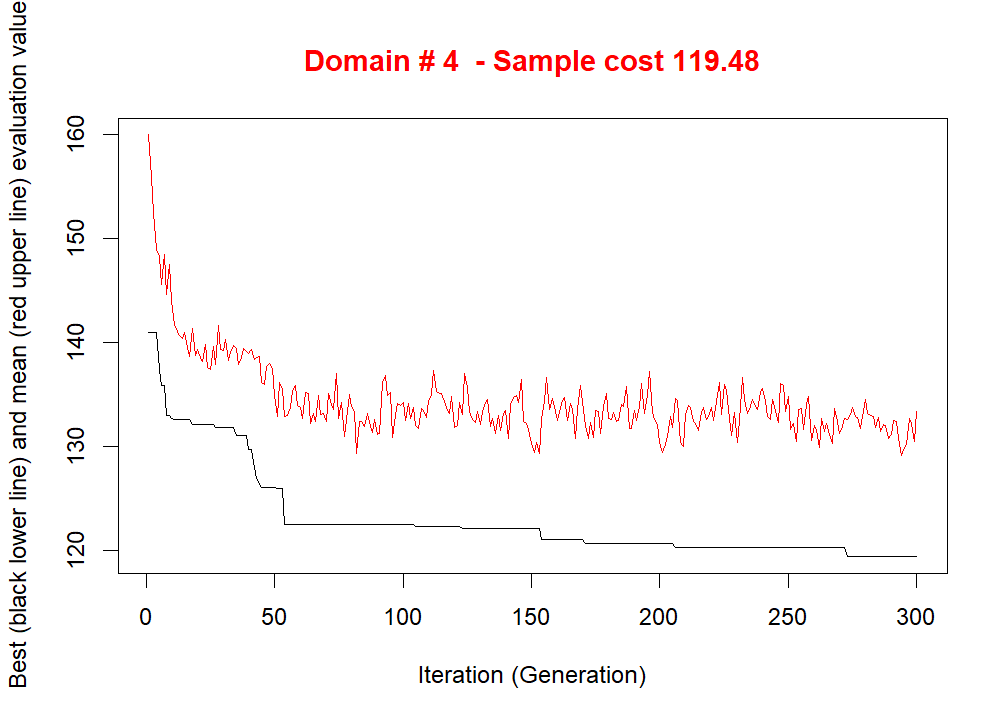 Domain # 4  - Sample cost 119.48
Best (black lower line) and mean (red upper line) evaluation value
160
150
140
130
120
0 50 100 150 200 250 300
Iteration (Generation)